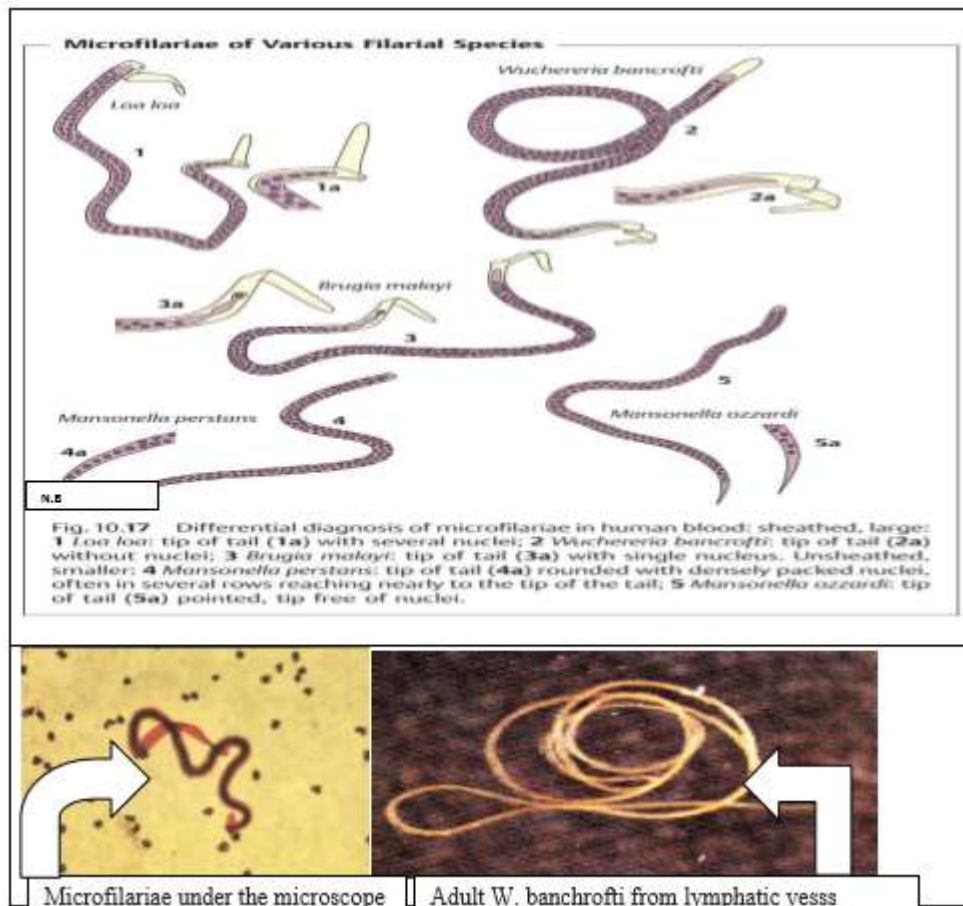 Microfilariae of Various Filarial Species
Loa loa
Wuchereria bancrofti
1
1a
2
2a
3a
Brugia malayi
3
Mansonella perstans
4
4a
5
Mansonella ozzardi
5a
N.B
Fig. 10.17 Differential diagnosis of microfilariae in human blood: sheathed, large:
1 Loa loa: tip of tail (1a) with several nuclei; 2 Wuchereria bancrofti: tip of tail (2a)
without nuclei; 3 Brugia malayi: tip of tail (3a) with single nucleus. Unsheathed,
smaller: 4 Mansonella perstans: tip of tail (4a) rounded with densely packed nuclei,
often in several rows reaching nearly to the tip of the tail; 5 Mansonella ozzardi: tip
of tail (5a) pointed, tip free of nuclei.
Microfilariae under the microscope
Adult W. banchrofti from lymphatic vesss